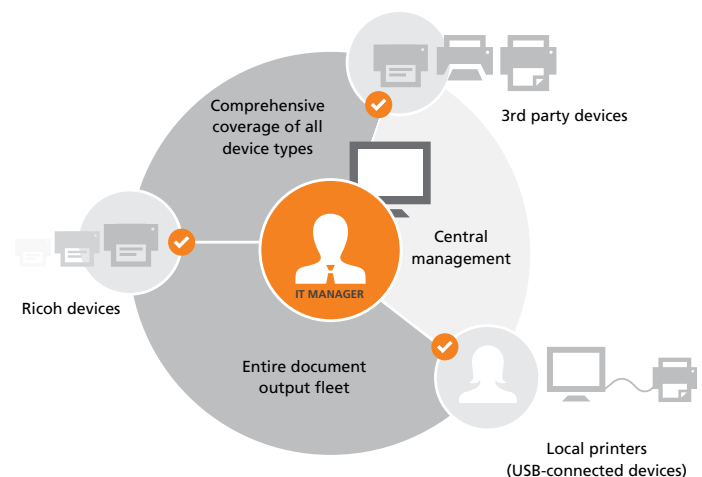 Comprehensive
coverage of all
device types
3rd party devices
Central
management
IT MANAGER
Ricoh devices
Entire document
output fleet
Local printers
(USB-connected devices)